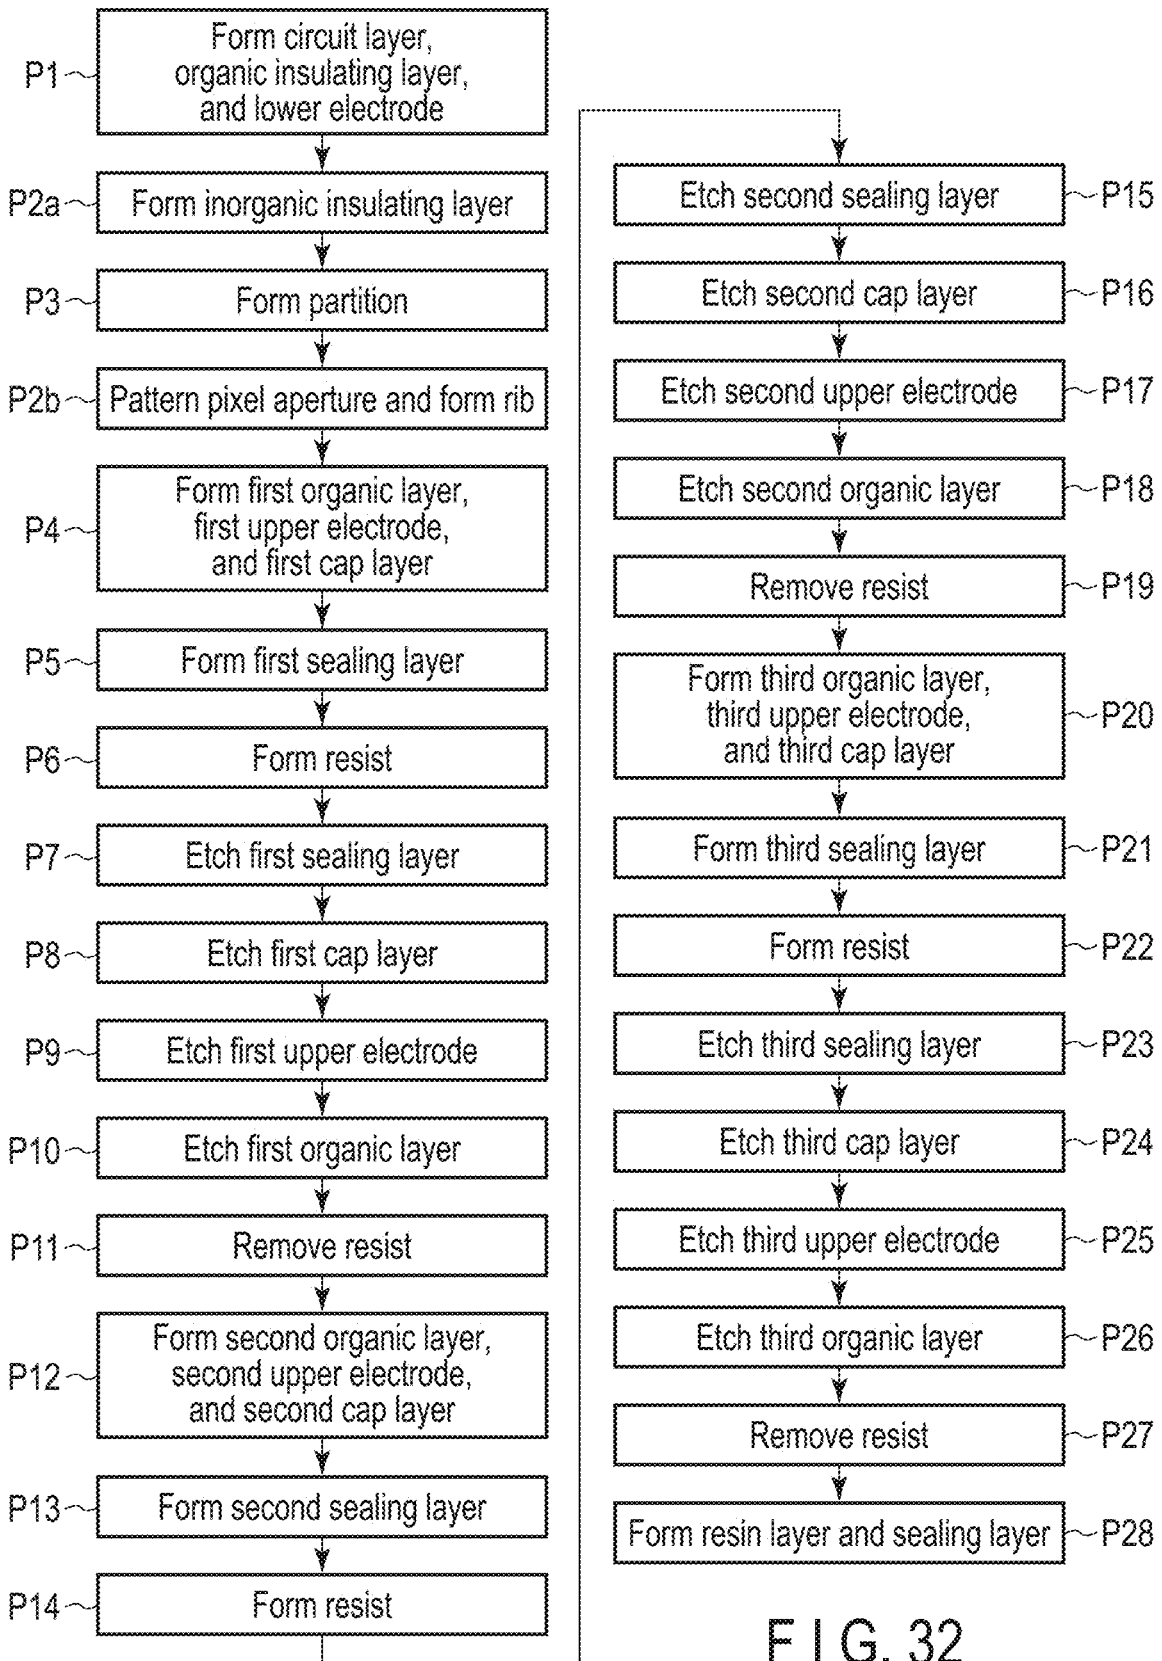 P1
Form circuit layer,
organic insulating layer,
and lower electrode
P2a
Form inorganic insulating layer
P3
Form partition
P2b
Pattern pixel aperture and form rib
P4
Form first organic layer,
first upper electrode,
and first cap layer
P5
Form first sealing layer
P6
Form resist
P7
Etch first sealing layer
P8
Etch first cap layer
P9
Etch first upper electrode
P10
Etch first organic layer
P11
Remove resist
P12
Form second organic layer,
second upper electrode,
and second cap layer
P13
Form second sealing layer
P14
Form resist
Etch second sealing layer
P15
Etch second cap layer
P16
Etch second upper electrode
P17
Etch second organic layer
P18
Remove resist
P19
Form third organic layer,
third upper electrode,
and third cap layer
P20
Form third sealing layer
P21
Form resist
P22
Etch third sealing layer
P23
Etch third cap layer
P24
Etch third upper electrode
P25
Etch third organic layer
P26
Remove resist
P27
Form resin layer and sealing layer
P28
FIG. 32